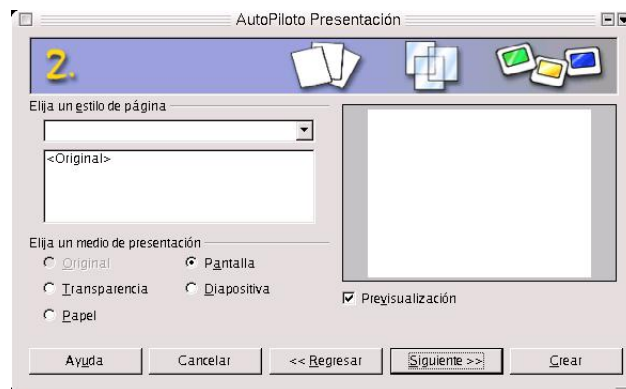 AutoPiloto Presentación
2.
Elija un estilo de página
<Original>
Elija un medio de presentación
Original
Pantalla
Transparencia
Diapositiva
Papel
Previsualización
Ayuda
Cancelar
<< Regresar
Siguiente >>
Crear